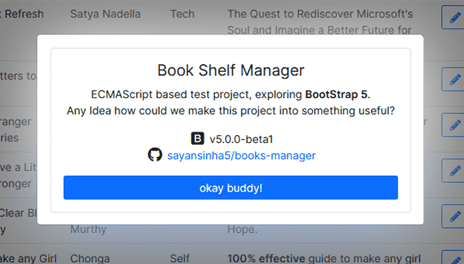 t Refresh Satya Nadella Tech The Quest to Rediscover Microsoft's
Soul and Imagine a Better Future for
Book Shelf Manager
ECMAScript based test project, exploring BootStrap 5.
Any Idea how could we make this project into something useful?
B v5.0.0-beta1
sayansinha5/books-manager
okay buddy!
tters to
anger
eries
ve a Lit
ronger
Clear Bl
y Murthy Hope.
ake any Girl Chonga Self 100% effective guide to make any girl